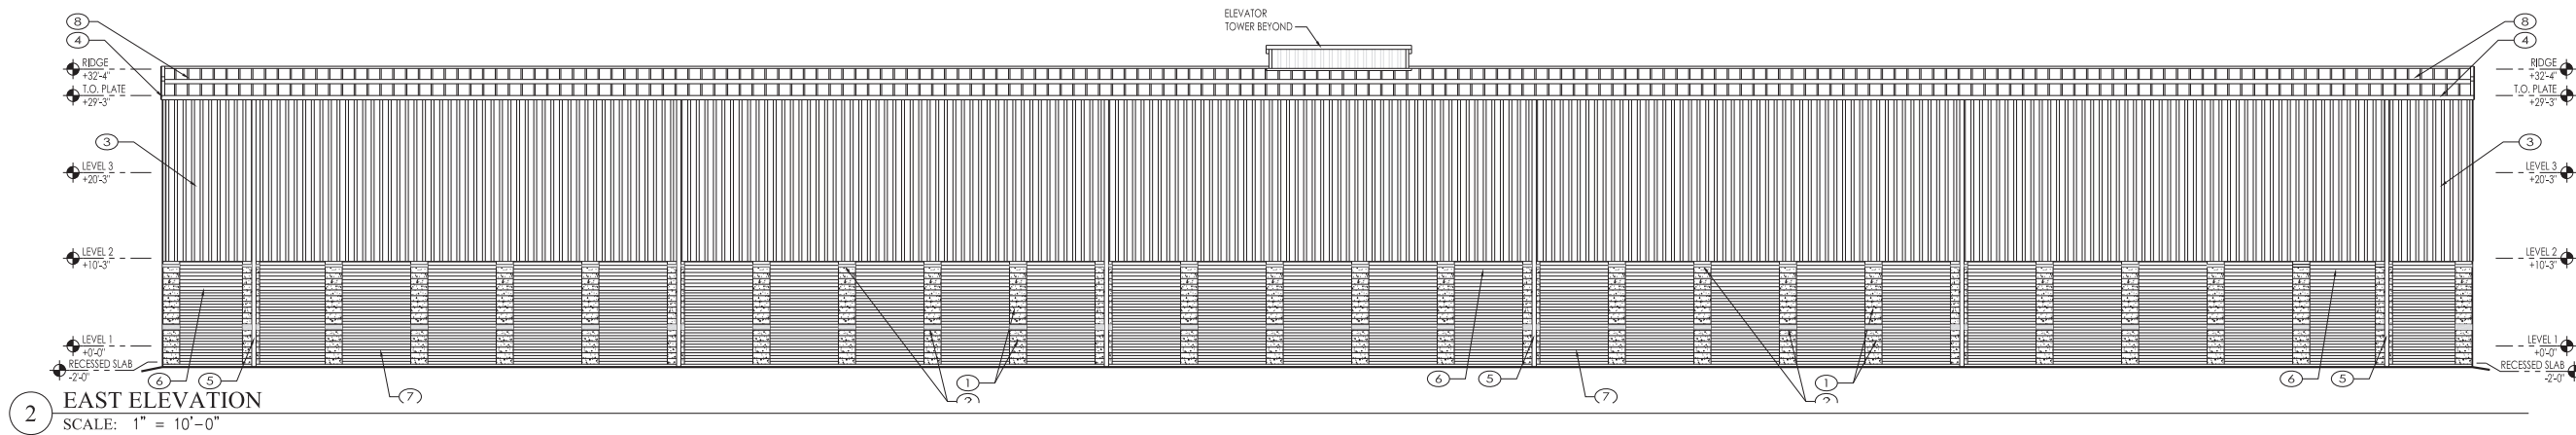 ELEVATOR
TOWER BEYOND
8
8
4
4
RIDGE
+32'-4"
RIDGE
+32'-4"
T.O. PLATE
+29'-3"
T.O. PLATE
+29'-3"
3
3
LEVEL 3
+20'-3"
LEVEL 3
+20'-3"
LEVEL 2
+10'-3"
LEVEL 2
+10'-3"
LEVEL 1
+0'-0"
LEVEL 1
+0'-0"
RECESSED SLAB
-2'-0"
RECESSED SLAB
-2'-0"
6
5
7
2
1
6
5
7
2
1
6
5
2
EAST ELEVATION
SCALE: 1" = 10'-0"